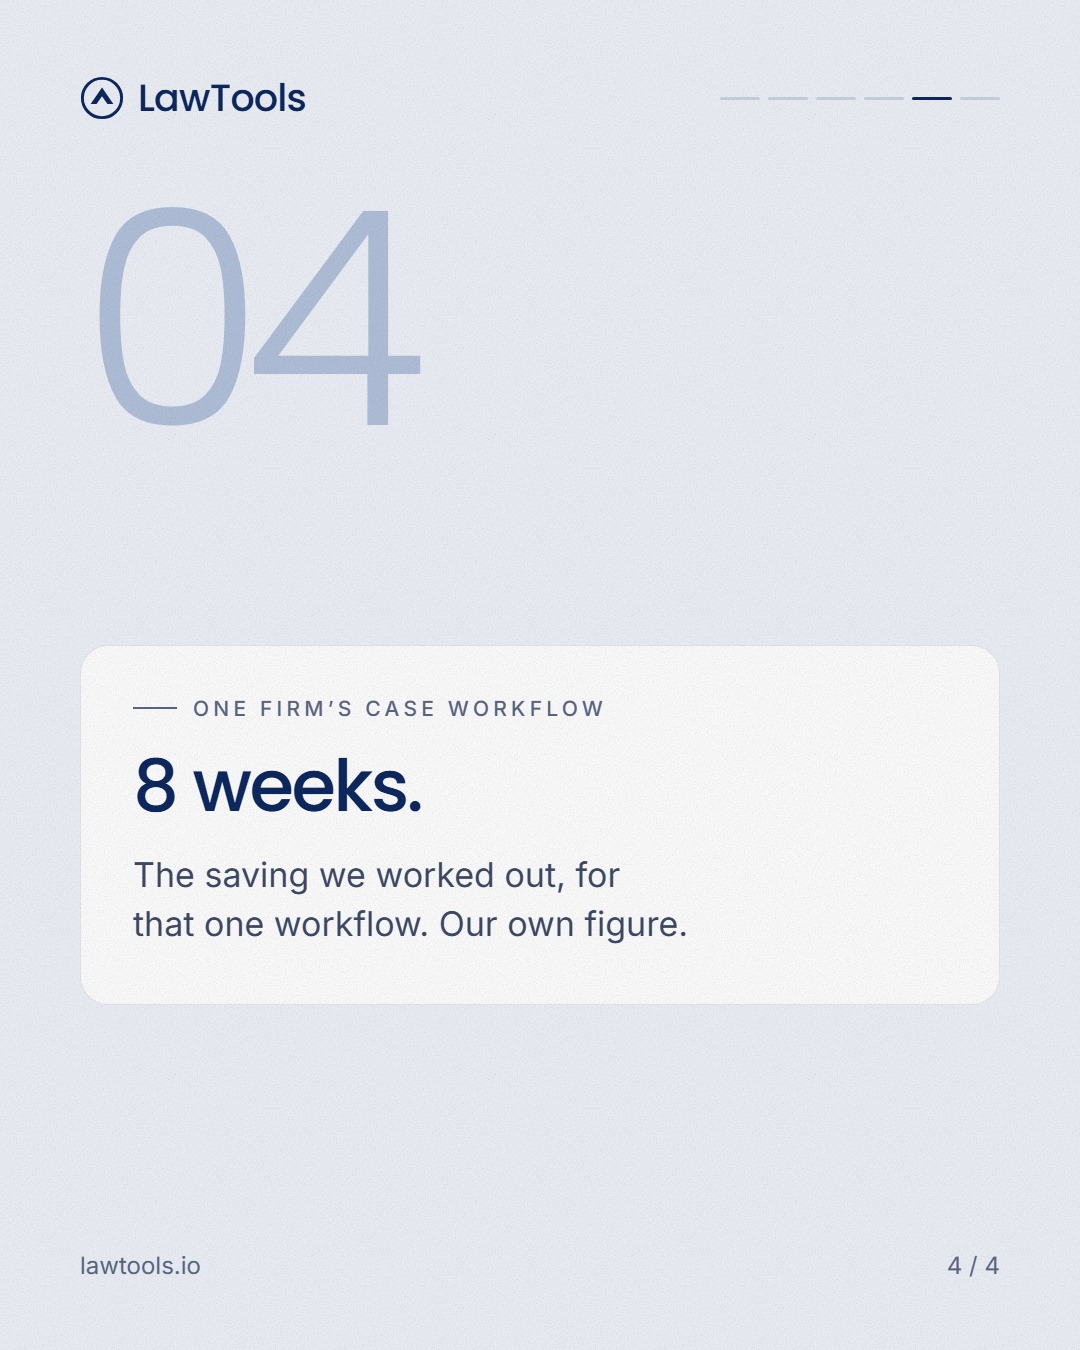 LawTools
04
ONE FIRM’S CASE WORKFLOW
8 weeks.
The saving we worked out, for
that one workflow. Our own figure.
lawtools.io
4 / 4